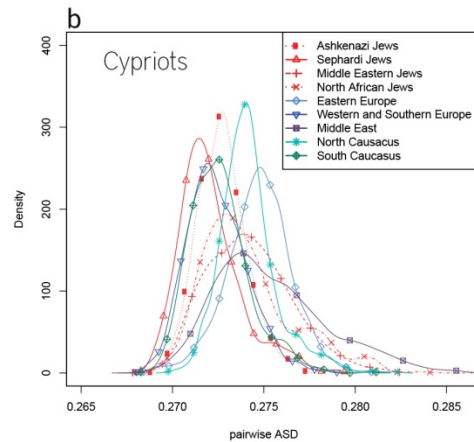 b
Cypriots
Ashkenazi Jews
Sephardi Jews
Middle Eastern Jews
North African Jews
Eastern Europe
Western and Southern Europe
Middle East
North Causacus
South Caucasus
Density
400
300
200
100
0
0.265 0.270 0.275 0.280 0.285
pairwise ASD